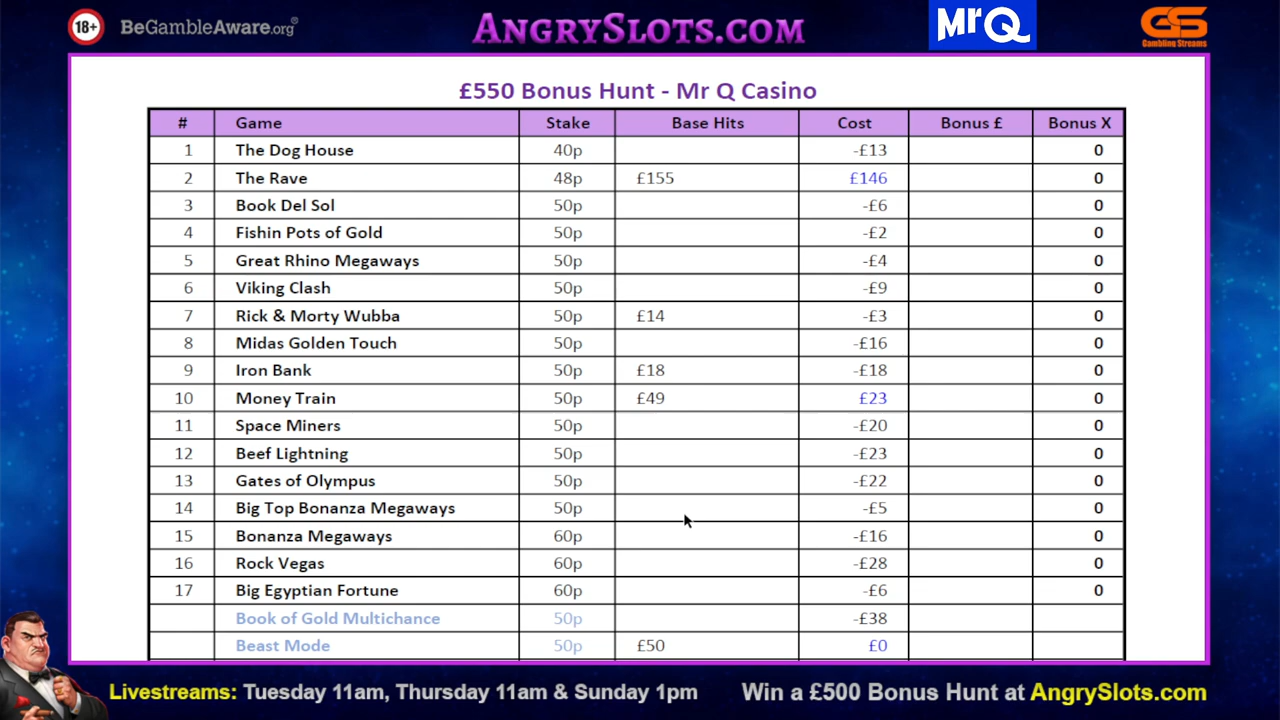 18+ BeGambleAware.org® AngrySlots.com MrQ GS
Gambling Streams
£550 Bonus Hunt - Mr Q Casino
# Game Stake Base Hits Cost Bonus £ Bonus X
1 The Dog House 40p -£13 0
2 The Rave 48p £155 £146 0
3 Book Del Sol 50p -£6 0
4 Fishin Pots of Gold 50p -£2 0
5 Great Rhino Megaways 50p -£4 0
6 Viking Clash 50p -£9 0
7 Rick & Morty Wubba 50p £14 -£3 0
8 Midas Golden Touch 50p -£16 0
9 Iron Bank 50p £18 -£18 0
10 Money Train 50p £49 £23 0
11 Space Miners 50p -£20 0
12 Beef Lightning 50p -£23 0
13 Gates of Olympus 50p -£22 0
14 Big Top Bonanza Megaways 50p -£5 0
15 Bonanza Megaways 60p -£16 0
16 Rock Vegas 60p -£28 0
17 Big Egyptian Fortune 60p -£6 0
Book of Gold Multichance 50p -£38
Beast Mode 50p £50 £0
Livestreams: Tuesday 11am, Thursday 11am & Sunday 1pm Win a £500 Bonus Hunt at AngrySlots.com